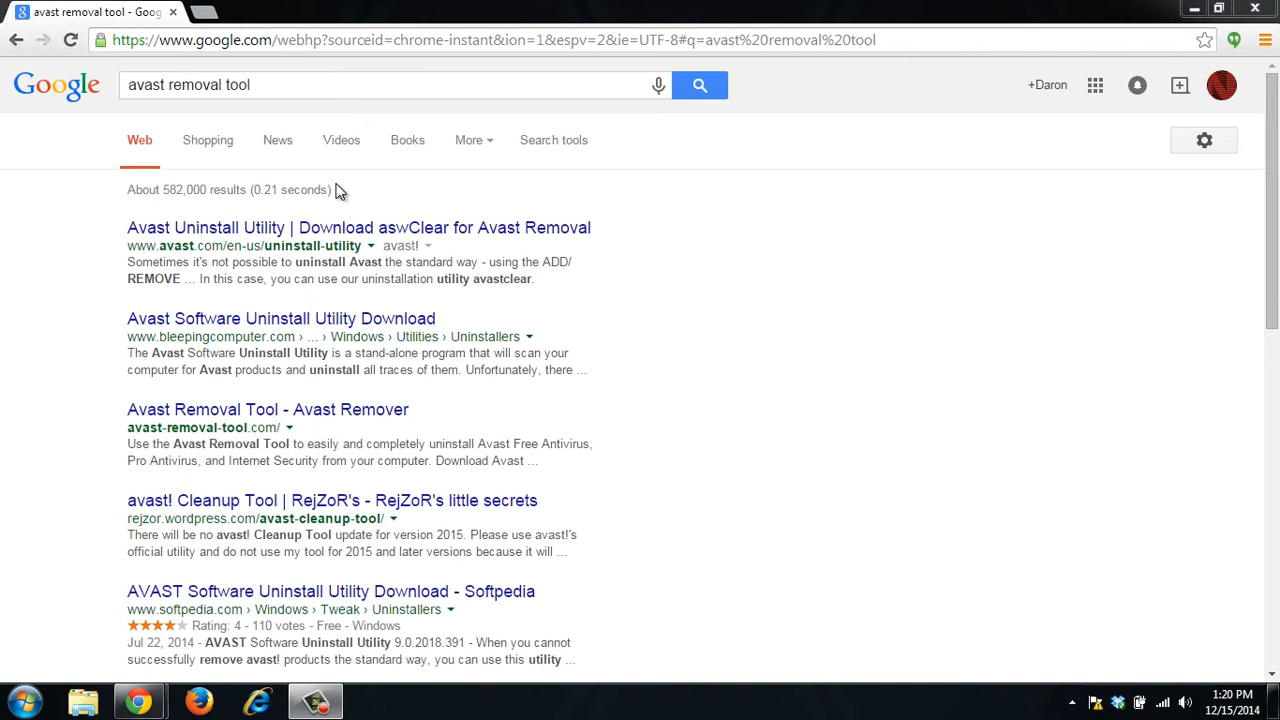 avast removal tool - Goog
https://www.google.com/webhp?sourceid=chrome-instant&ion=1&espv=2&ie=UTF-8#q=avast%20removal%20tool
Google
avast removal tool
+Daron
Web Shopping News Videos Books More Search tools
About 582,000 results (0.21 seconds)
Avast Uninstall Utility | Download aswClear for Avast Removal
www.avast.com/en-us/uninstall-utility avast!
Sometimes it's not possible to uninstall Avast the standard way - using the ADD/
REMOVE ... In this case, you can use our uninstallation utility avastclear.
Avast Software Uninstall Utility Download
www.bleepingcomputer.com › ... › Windows › Utilities › Uninstallers
The Avast Software Uninstall Utility is a stand-alone program that will scan your
computer for Avast products and uninstall all traces of them. Unfortunately, there ...
Avast Removal Tool - Avast Remover
avast-removal-tool.com/
Use the Avast Removal Tool to easily and completely uninstall Avast Free Antivirus,
Pro Antivirus, and Internet Security from your computer. Download Avast ...
avast! Cleanup Tool | RejZoR's - RejZoR's little secrets
rejzor.wordpress.com/avast-cleanup-tool/
There will be no avast! Cleanup Tool update for version 2015. Please use avast!'s
official utility and do not use my tool for 2015 and later versions because it will ...
AVAST Software Uninstall Utility Download - Softpedia
www.softpedia.com › Windows › Tweak › Uninstallers
Rating: 4 - 110 votes - Free - Windows
Jul 22, 2014 - AVAST Software Uninstall Utility 9.0.2018.391 - When you cannot
successfully remove avast! products the standard way, you can use this utility ...
1:20 PM
12/15/2014